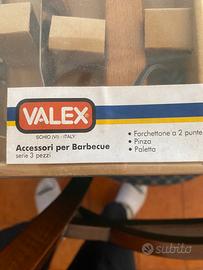 VALEX
SCHIO (VI) - ITALY
Accessori per Barbecue
serie 3 pezzi
• Forchettone a 2 punte
• Pinza
• Paletta
subito